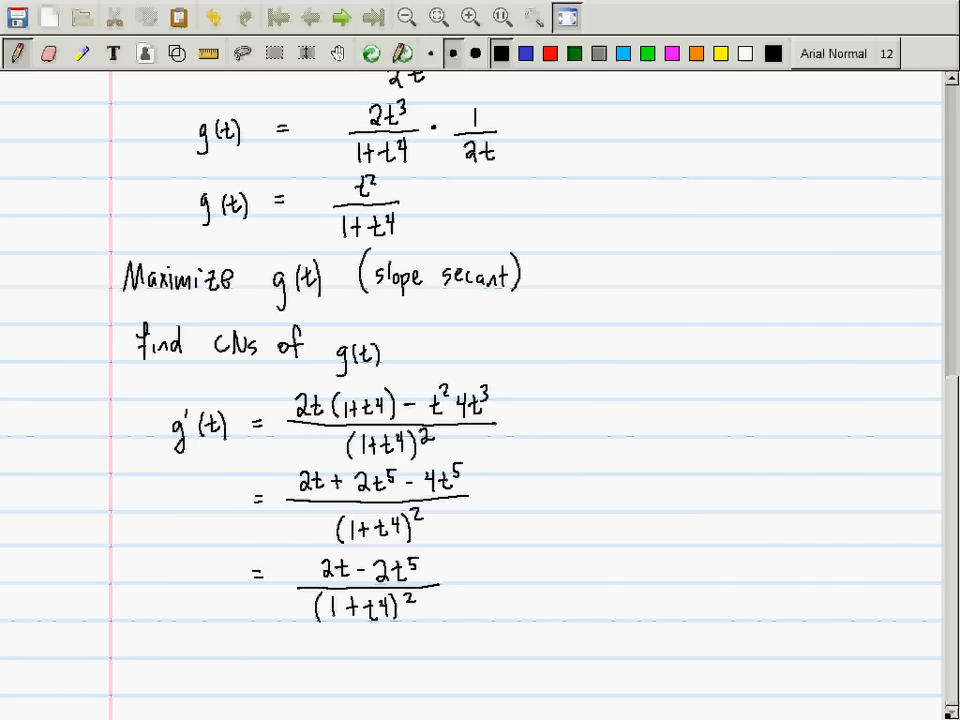 2t
g(t) = 2t³/(1+t⁴) · 1/2t
g(t) = t²/(1+t⁴)
Maximize g(t) (slope secant)
find CNs of g(t)
g'(t) = (2t(1+t⁴) - t² 4t³)/(1+t⁴)²
= (2t + 2t⁵ - 4t⁵)/(1+t⁴)²
= (2t - 2t⁵)/(1+t⁴)²
T
Arial Normal 12